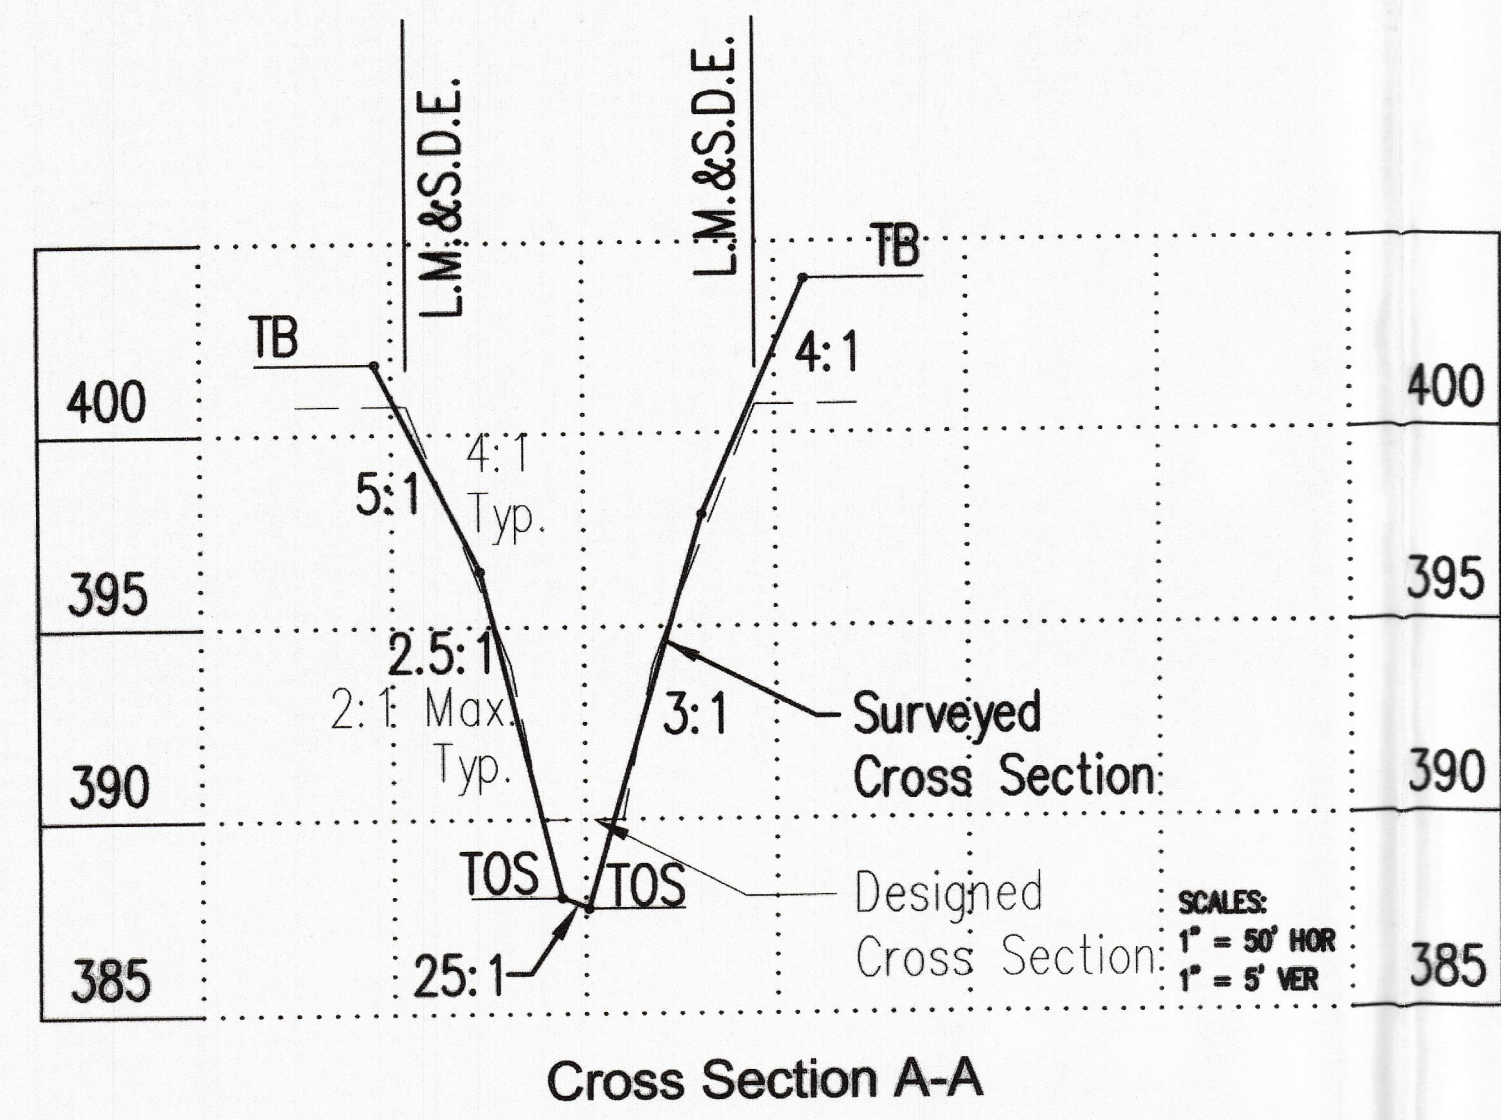 L.M.&S.D.E.
L.M.&S.D.E.
TB
TB
4:1
400
400
4:1
Typ.
5:1
395
395
2.5:1
2:1 Max.
Typ.
3:1
Surveyed
Cross Section
390
390
TOS
TOS
Designed
Cross Section
SCALES:
1" = 50' HOR
1" = 5' VER
25:1
385
385
Cross Section A-A